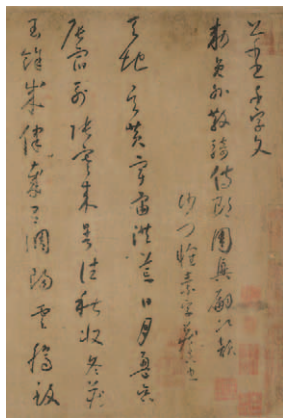 草書千字文
敕員外散騎侍郎周興嗣次韻
沙門懷素字藏真書
天地玄黃宇宙洪荒日月盈昃
辰宿列張寒來暑往秋收冬藏
閏餘成歲律呂調陽雲騰致